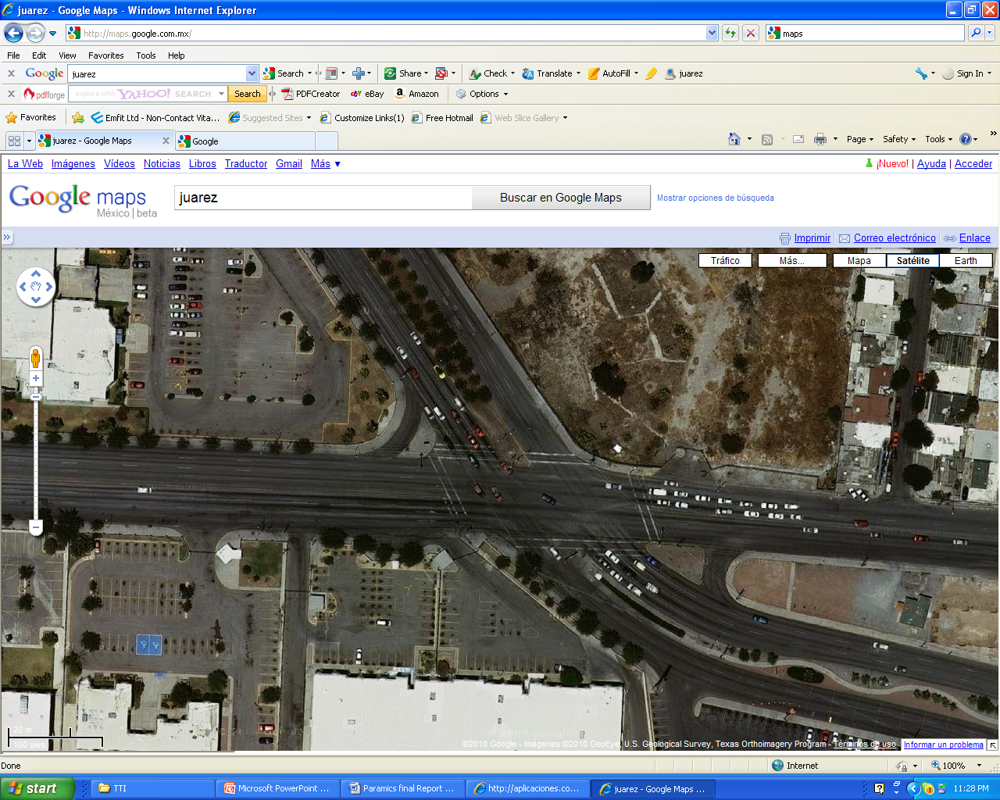 juarez - Google Maps - Windows Internet Explorer
http://maps.google.com.mx/
maps
File Edit View Favorites Tools Help
Google juarez Search Share Check Translate AutoFill juarez Sign In
pdfforge explore with YAHOO! SEARCH Search PDFCreator eBay Amazon Options
Favorites Emfit Ltd - Non-Contact Vita... Suggested Sites Customize Links(1) Free Hotmail Web Slice Gallery
juarez - Google Maps Google Page Safety Tools
La Web Imágenes Vídeos Noticias Libros Traductor Gmail Más ▼ ¡Nuevo! | Ayuda | Acceder
Google maps
México | beta
juarez Buscar en Google Maps Mostrar opciones de búsqueda
Imprimir Correo electrónico Enlace
Tráfico Más... Mapa Satélite Earth
20 m
100 pies
©2010 Google - Imágenes ©2010 GeoEye, U.S. Geological Survey, Texas Orthoimagery Program - Términos de uso Informar un problema
Done Internet 100%
start TTI Microsoft PowerPoint ... Paramics final Report ... http://aplicaciones.co... juarez - Google Maps ... 11:28 PM